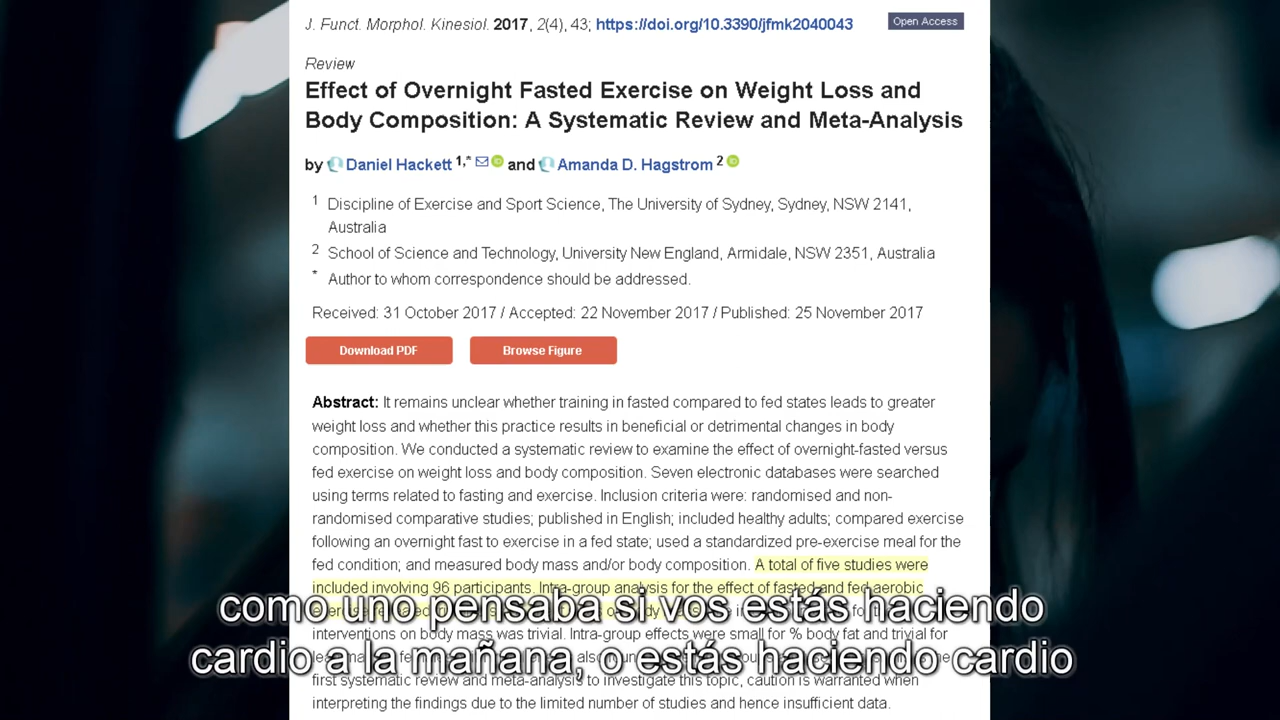 J. Funct. Morphol. Kinesiol. 2017, 2(4), 43; https://doi.org/10.3390/jfmk2040043
Open Access
Review
Effect of Overnight Fasted Exercise on Weight Loss and
Body Composition: A Systematic Review and Meta-Analysis
by Daniel Hackett 1,* and Amanda D. Hagstrom 2
1 Discipline of Exercise and Sport Science, The University of Sydney, Sydney, NSW 2141,
Australia
2 School of Science and Technology, University New England, Armidale, NSW 2351, Australia
* Author to whom correspondence should be addressed.
Received: 31 October 2017 / Accepted: 22 November 2017 / Published: 25 November 2017
Download PDF
Browse Figure
Abstract: It remains unclear whether training in fasted compared to fed states leads to greater
weight loss and whether this practice results in beneficial or detrimental changes in body
composition. We conducted a systematic review to examine the effect of overnight-fasted versus
fed exercise on weight loss and body composition. Seven electronic databases were searched
using terms related to fasting and exercise. Inclusion criteria were: randomised and non-
randomised comparative studies; published in English; included healthy adults; compared exercise
following an overnight fast to exercise in a fed state; used a standardized pre-exercise meal for the
fed condition; and measured body mass and/or body composition. A total of five studies were
included involving 96 participants. Intra-group analysis for the effect of fasted and fed aerobic
interventions on body mass was trivial. Intra-group effects were small for % body fat and trivial for
first systematic review and meta-analysis to investigate this topic, caution is warranted when
interpreting the findings due to the limited number of studies and hence insufficient data.
como uno pensaba si vos estás haciendo
cardio a la mañana, o estás haciendo cardio